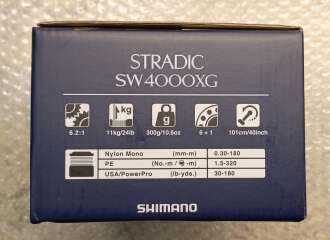 STRADIC
SW4000XG
kg
g
6.2:1
11kg/24lb
300g/10.6oz
6+1
101cm/40inch
Nylon Mono (mm-m) 0.30-180
PE (No.-m / 号-m) 1.5-320
USA/PowerPro (lb-yds.) 30-180
SHIMANO